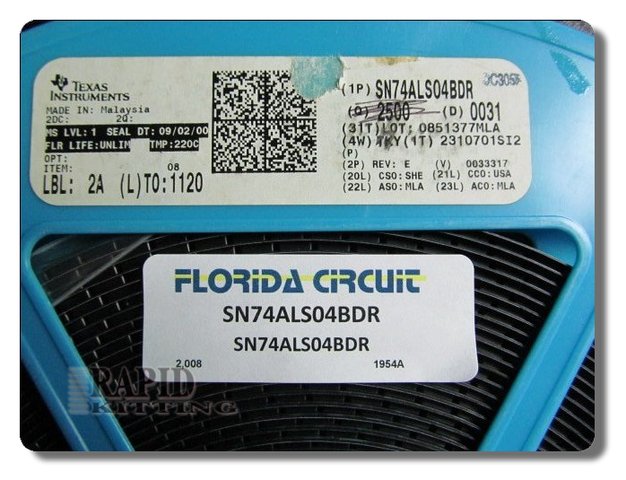 TEXAS
INSTRUMENTS
MADE IN: Malaysia
2DC: 2Q:
MS LVL:1 SEAL DT:09/02/00
FLR LIFE:UNLIM TMP:220C
OPT:
ITEM: 08
LBL: 2A (L)TO:1120
(1P) SN74ALS04BDR
(Q) 2500 (D) 0031
(31T)LOT: 0851377MLA
(4W) TKY(1T) 2310701SI2
(P)
(2P) REV: E (V) 0033317
(20L) CSO:SHE (21L) CCO:USA
(22L) ASO:MLA (23L) ACO:MLA
FLORIDA CIRCUIT
SN74ALS04BDR
SN74ALS04BDR
2,008 1954A
RAPID
KITTING